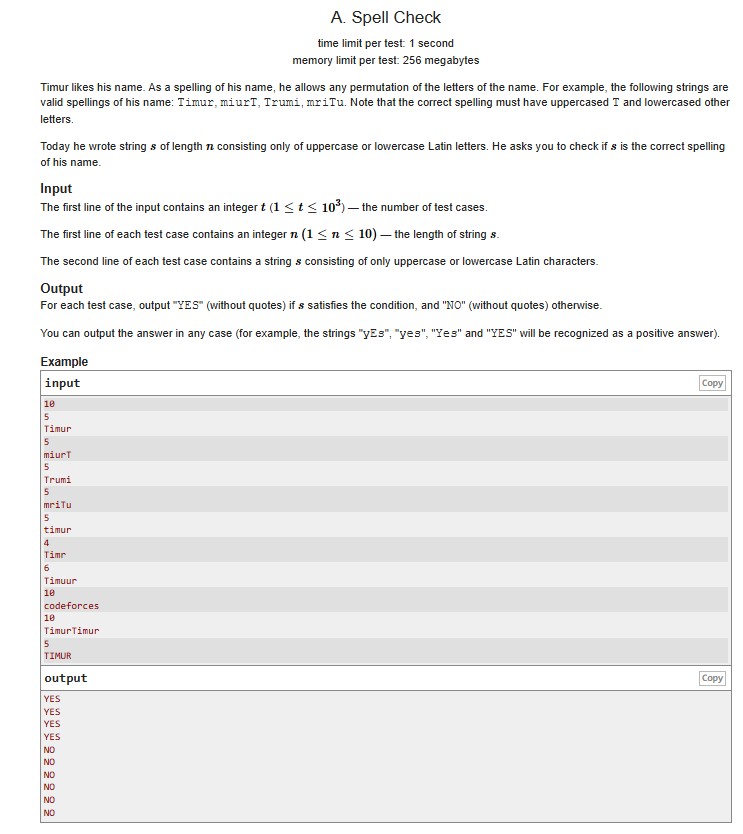 A. Spell Check
time limit per test: 1 second
memory limit per test: 256 megabytes
Timur likes his name. As a spelling of his name, he allows any permutation of the letters of the name. For example, the following strings are
valid spellings of his name: Timur, miurT, Trumi, mriTu. Note that the correct spelling must have uppercased T and lowercased other
letters.
Today he wrote string s of length n consisting only of uppercase or lowercase Latin letters. He asks you to check if s is the correct spelling
of his name.
Input
The first line of the input contains an integer t (1 ≤ t ≤ 10³) — the number of test cases.
The first line of each test case contains an integer n (1 ≤ n ≤ 10) — the length of string s.
The second line of each test case contains a string s consisting of only uppercase or lowercase Latin characters.
Output
For each test case, output "YES" (without quotes) if s satisfies the condition, and "NO" (without quotes) otherwise.
You can output the answer in any case (for example, the strings "yEs", "yes", "Yes" and "YES" will be recognized as a positive answer).
Example
input Copy
10
5
Timur
5
miurT
5
Trumi
5
mriTu
5
timur
4
Timr
6
Timuur
10
codeforces
10
TimurTimur
5
TIMUR
output Copy
YES
YES
YES
YES
NO
NO
NO
NO
NO
NO